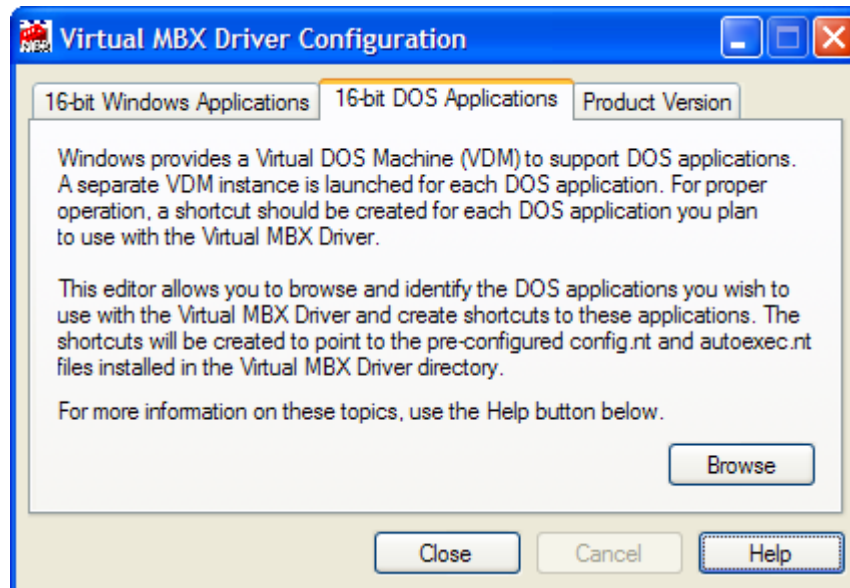 Virtual MBX Driver Configuration
16-bit Windows Applications 16-bit DOS Applications Product Version
Windows provides a Virtual DOS Machine (VDM) to support DOS applications.
A separate VDM instance is launched for each DOS application. For proper
operation, a shortcut should be created for each DOS application you plan
to use with the Virtual MBX Driver.
This editor allows you to browse and identify the DOS applications you wish to
use with the Virtual MBX Driver and create shortcuts to these applications. The
shortcuts will be created to point to the pre-configured config.nt and autoexec.nt
files installed in the Virtual MBX Driver directory.
For more information on these topics, use the Help button below.
Browse
Close Cancel Help